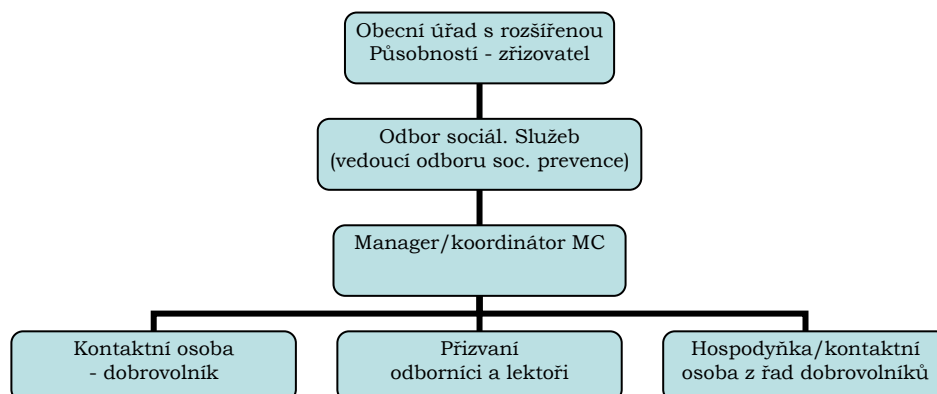 Obecní úřad s rozšířenou
Působností - zřizovatel
Odbor sociál. Služeb
(vedoucí odboru soc. prevence)
Manager/koordinátor MC
Kontaktní osoba
- dobrovolník
Přizvaní
odborníci a lektoři
Hospodyňka/kontaktní
osoba z řad dobrovolníků